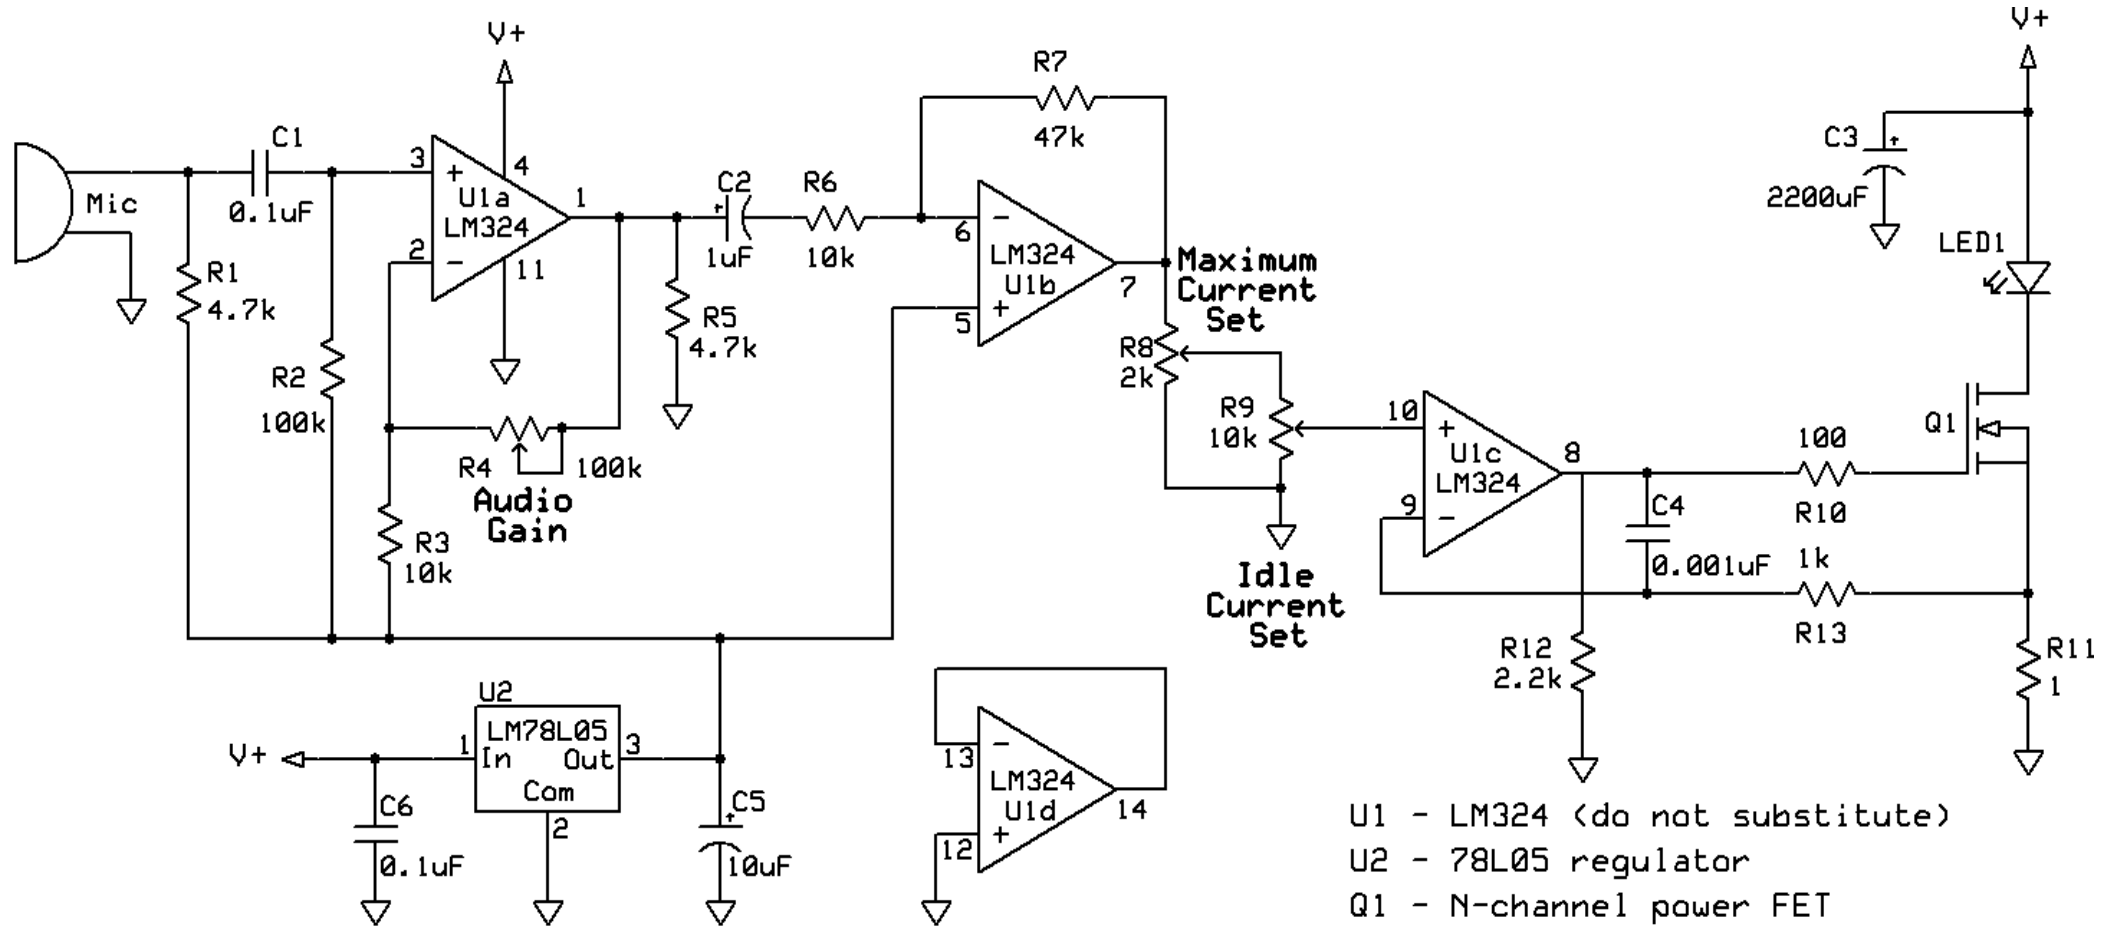 V+
V+
R7
47k
C1
0.1uF
Mic
3
+
4
U1a
LM324
1
2
-
11
C2
+
1uF
R6
10k
6
-
LM324
U1b
7
5
+
Maximum
Current
Set
C3
+
2200uF
LED1
R1
4.7k
R2
100k
R5
4.7k
R8
2k
R9
10k
10
+
U1c
LM324
8
9
-
100
R10
Q1
R4
100k
Audio
Gain
R3
10k
C4
0.001uF
1k
R13
Idle
Current
Set
R12
2.2k
R11
1
U2
LM78L05
V+
1
In
Out
3
Com
2
C6
0.1uF
C5
+
10uF
13
-
LM324
U1d
14
12
+
U1 - LM324 (do not substitute)
U2 - 78L05 regulator
Q1 - N-channel power FET